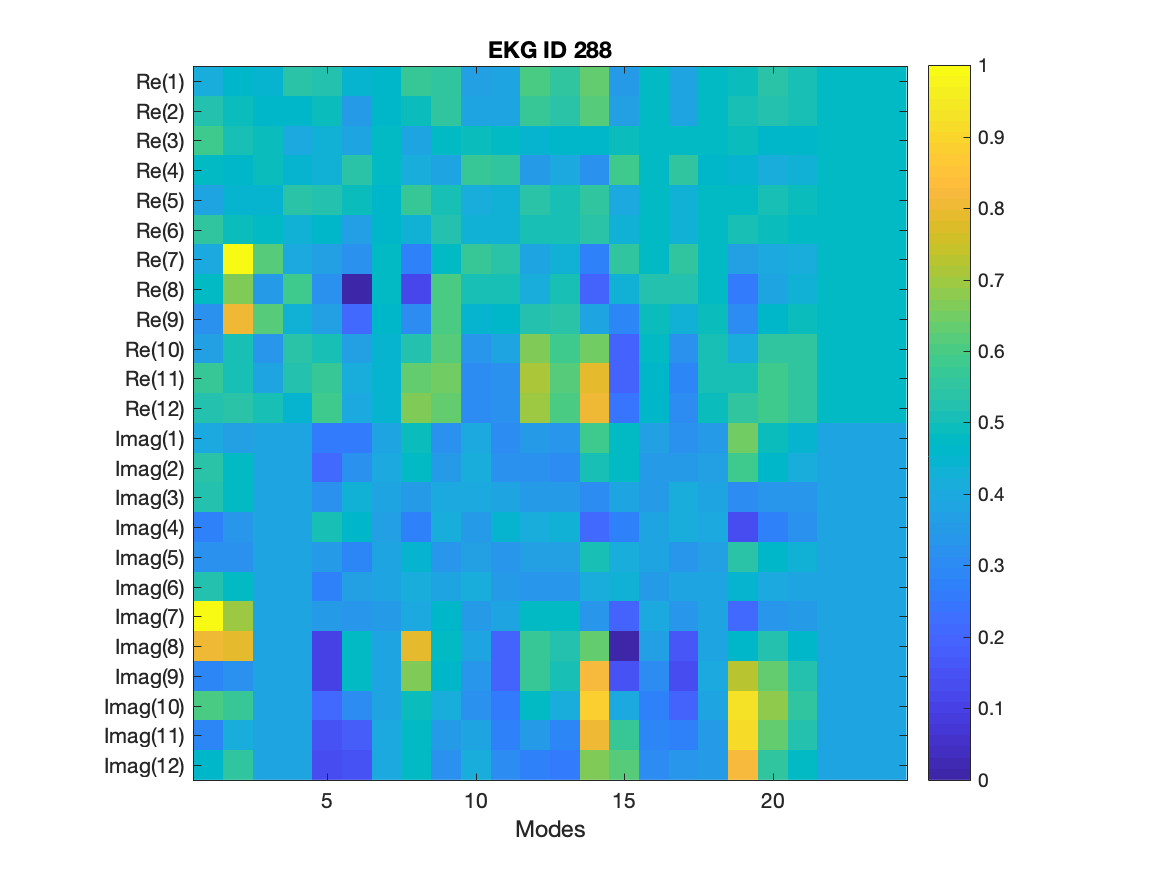 EKG ID 288
Re(1)
Re(2)
Re(3)
Re(4)
Re(5)
Re(6)
Re(7)
Re(8)
Re(9)
Re(10)
Re(11)
Re(12)
Imag(1)
Imag(2)
Imag(3)
Imag(4)
Imag(5)
Imag(6)
Imag(7)
Imag(8)
Imag(9)
Imag(10)
Imag(11)
Imag(12)
5 10 15 20
Modes
1
0.9
0.8
0.7
0.6
0.5
0.4
0.3
0.2
0.1
0